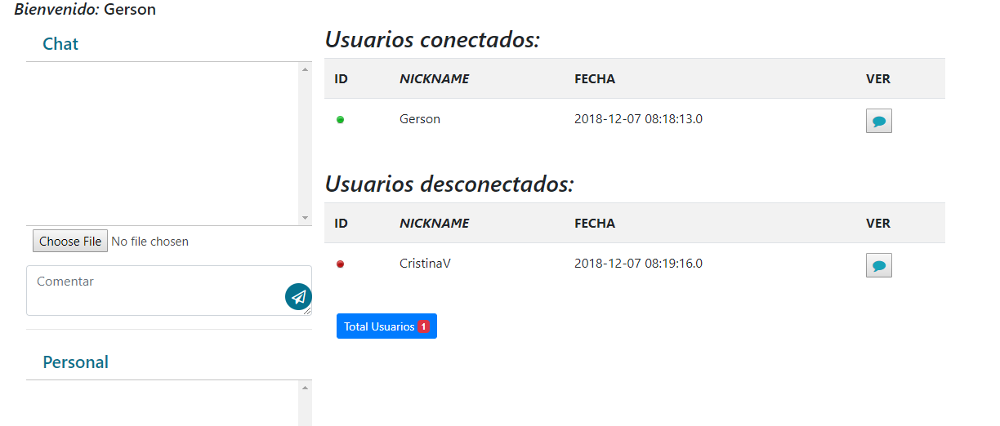 Bienvenido: Gerson
Chat
Choose File No file chosen
Comentar
Personal
Usuarios conectados:
ID NICKNAME FECHA VER
Gerson 2018-12-07 08:18:13.0
Usuarios desconectados:
ID NICKNAME FECHA VER
CristinaV 2018-12-07 08:19:16.0
Total Usuarios 1